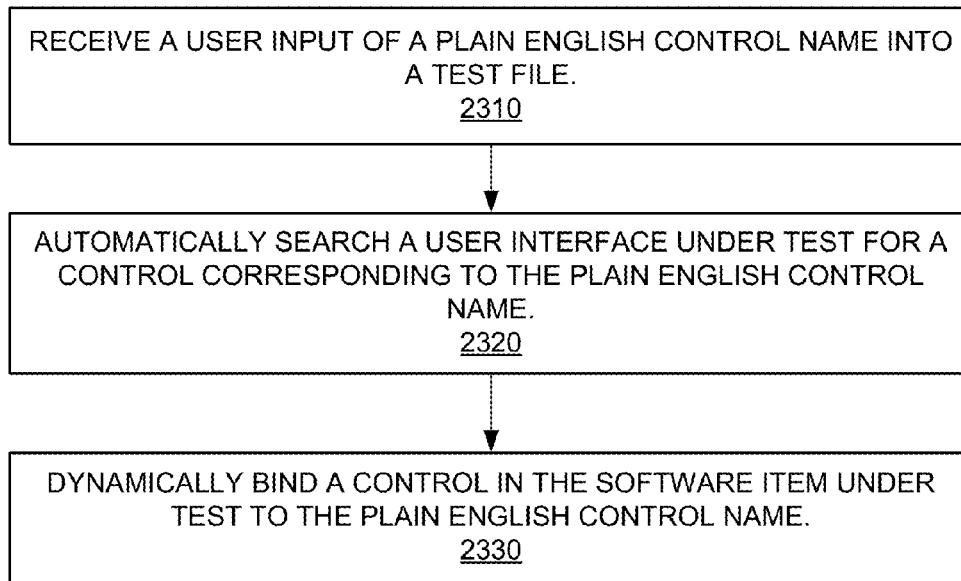 RECEIVE A USER INPUT OF A PLAIN ENGLISH CONTROL NAME INTO
A TEST FILE.
2310
AUTOMATICALLY SEARCH A USER INTERFACE UNDER TEST FOR A
CONTROL CORRESPONDING TO THE PLAIN ENGLISH CONTROL
NAME.
2320
DYNAMICALLY BIND A CONTROL IN THE SOFTWARE ITEM UNDER
TEST TO THE PLAIN ENGLISH CONTROL NAME.
2330